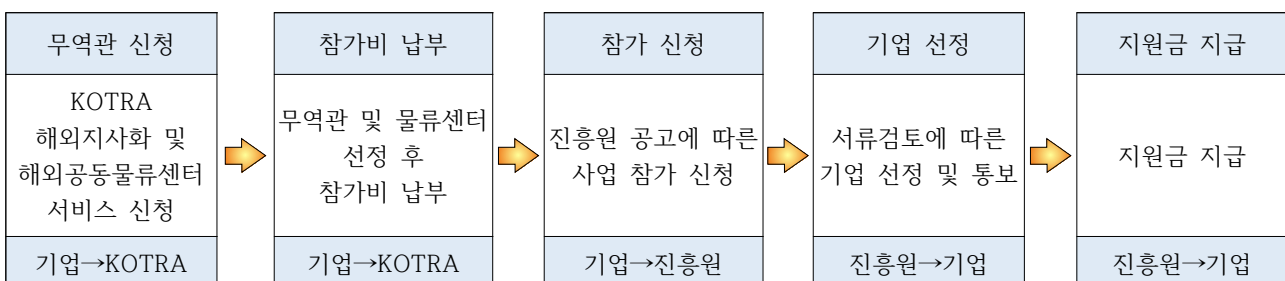 무역관 신청
KOTRA
해외지사화 및
해외공동물류센터
서비스 신청
기업→KOTRA
참가비 납부
무역관 및 물류센터
선정 후
참가비 납부
기업→KOTRA
참가 신청
진흥원 공고에 따른
사업 참가 신청
기업→진흥원
기업 선정
서류검토에 따른
기업 선정 및 통보
진흥원→기업
지원금 지급
지원금 지급
진흥원→기업